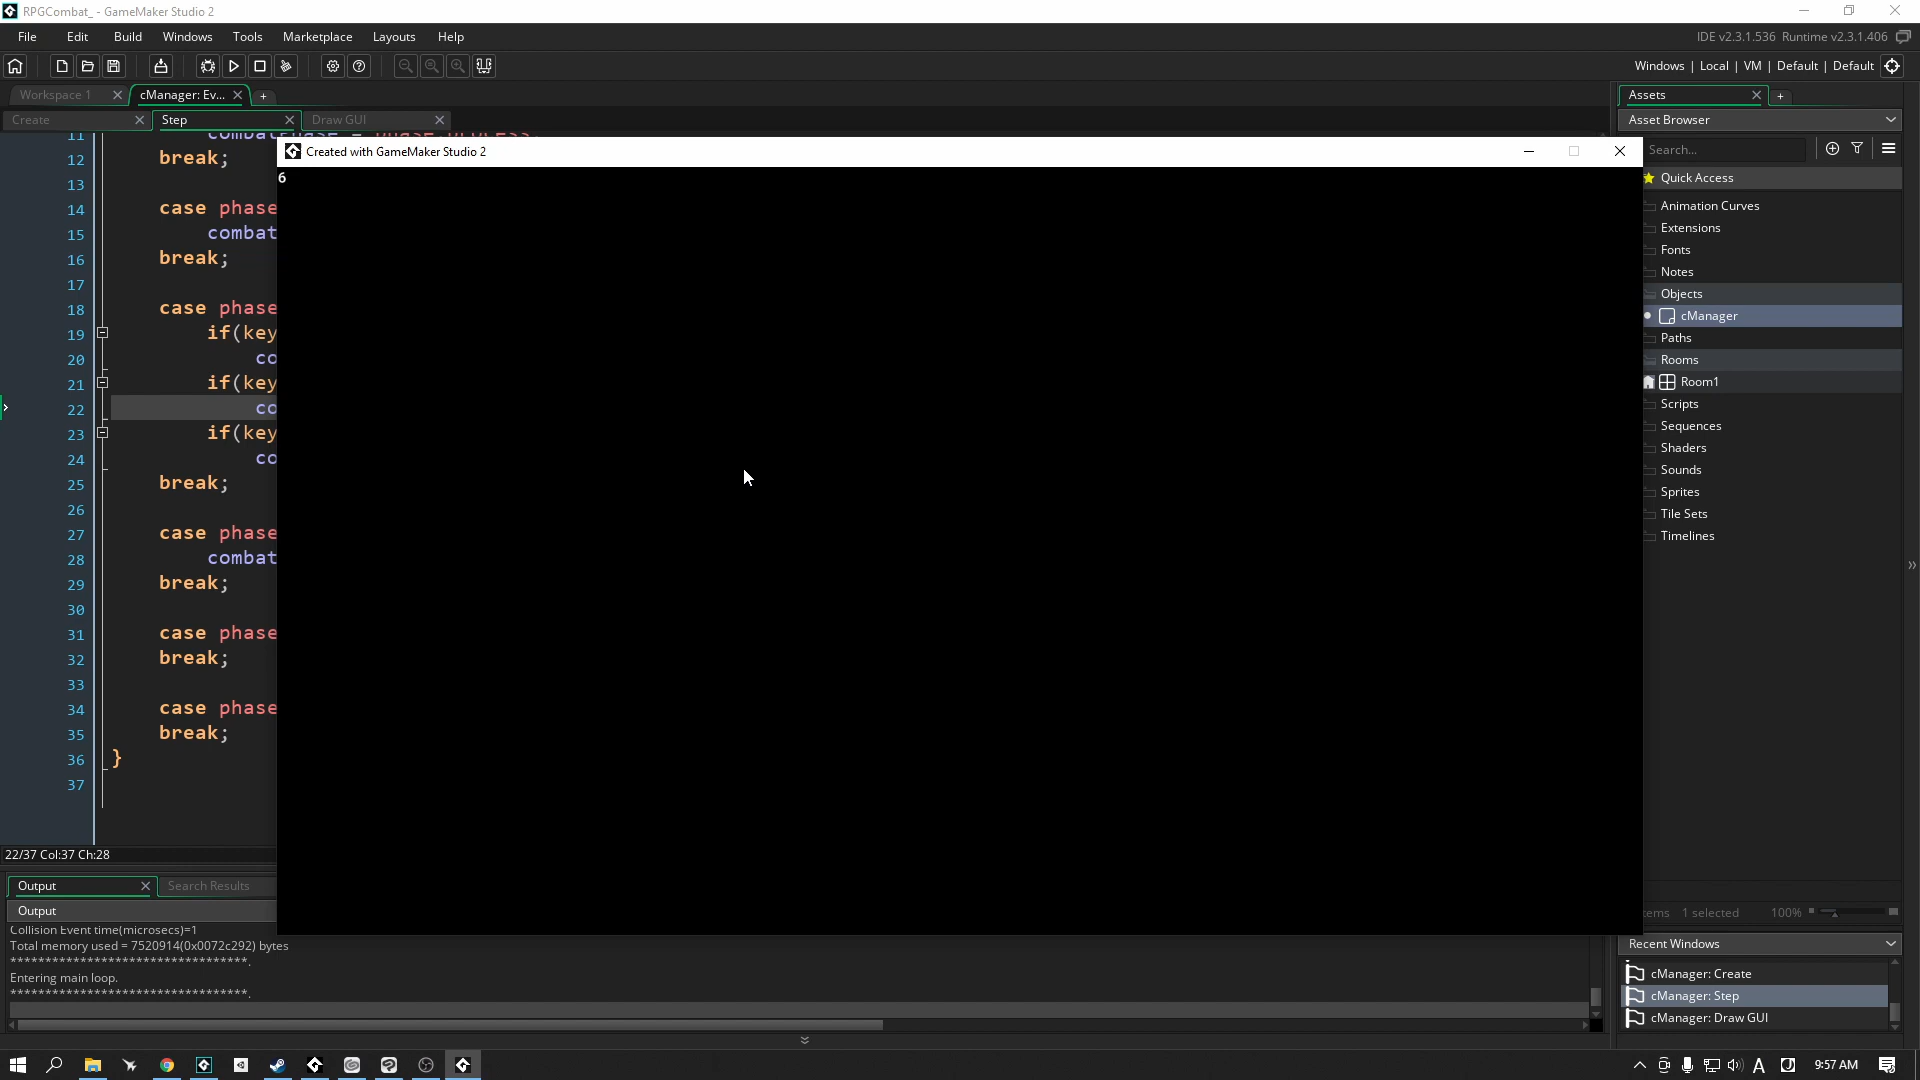 RPGCombat_ - GameMaker Studio 2
File Edit Build Windows Tools Marketplace Layouts Help
IDE v2.3.1.536 Runtime v2.3.1.406
Windows | Local | VM | Default | Default
Workspace 1
cManager: Ev...
+
Assets
+
Create
Step
Draw GUI
Asset Browser
11 combatPhase = phase.process;
12 break;
13
14 case phase
15 combat
16 break;
17
18 case phase
19 if(key
20 co
21 if(key
22 co
23 if(key
24 co
25 break;
26
27 case phase
28 combat
29 break;
30
31 case phase
32 break;
33
34 case phase
35 break;
36 }
37
Created with GameMaker Studio 2
6
Search...
Quick Access
Animation Curves
Extensions
Fonts
Notes
Objects
cManager
Paths
Rooms
Room1
Scripts
Sequences
Shaders
Sounds
Sprites
Tile Sets
Timelines
22/37 Col:37 Ch:28
Output
Search Results
Output
Collision Event time(microsecs)=1
Total memory used = 7520914(0x0072c292) bytes
**********************************.
Entering main loop.
**********************************.
1 selected 100%
Recent Windows
cManager: Create
cManager: Step
cManager: Draw GUI
A
9:57 AM